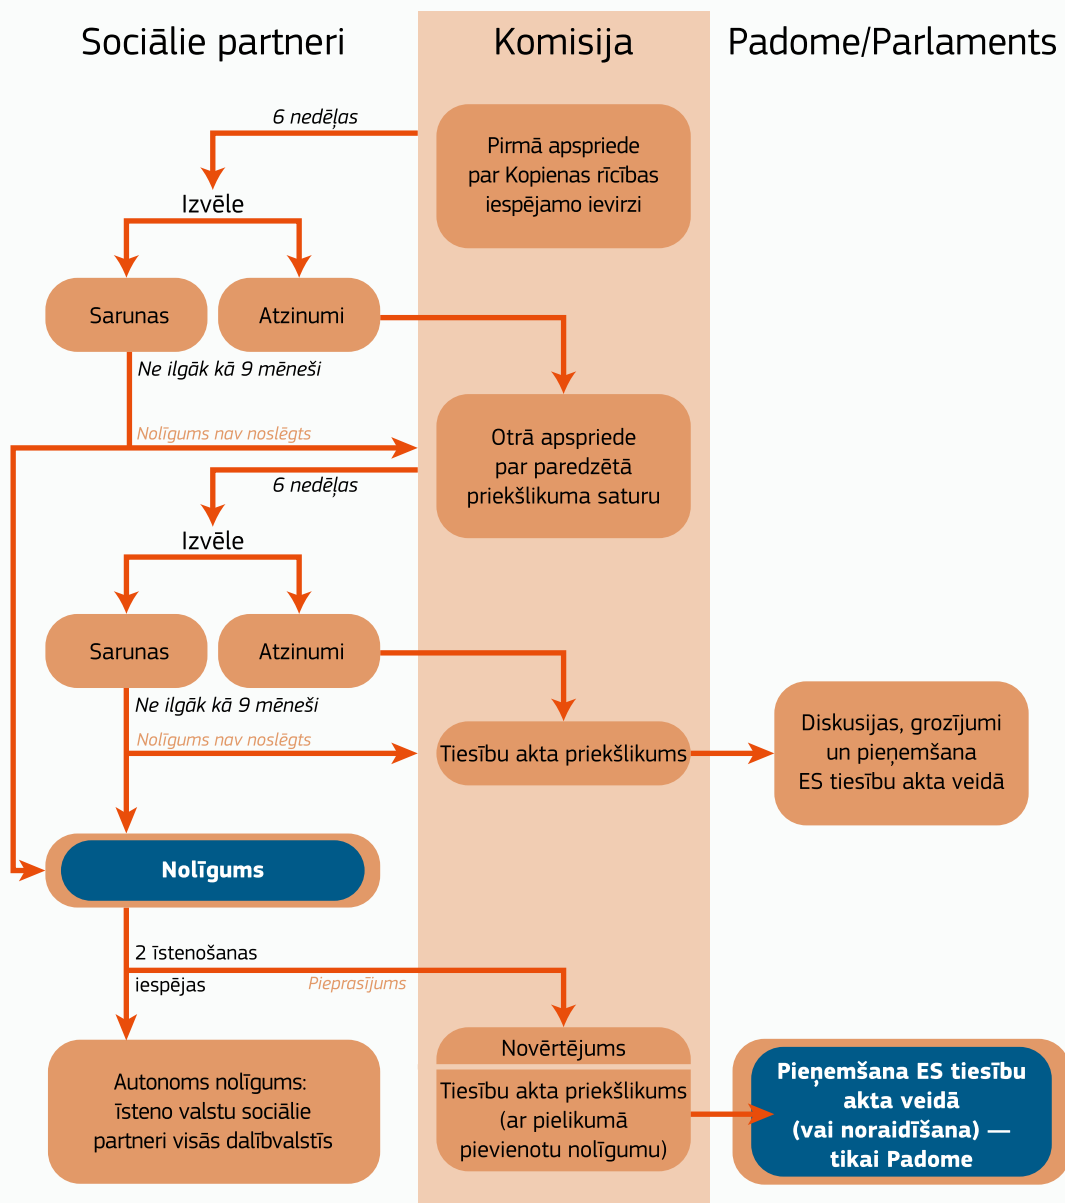 Sociālie partneri
Komisija
Padome/Parlaments
6 nedēļas
Pirmā apspriede
par Kopienas rīcības
iespējamo ievirzi
Izvēle
Sarunas
Atzinumi
Ne ilgāk kā 9 mēneši
Nolīgums nav noslēgts
Otrā apspriede
par paredzētā
priekšlikuma saturu
6 nedēļas
Izvēle
Sarunas
Atzinumi
Ne ilgāk kā 9 mēneši
Nolīgums nav noslēgts
Tiesību akta priekšlikums
Diskusijas, grozījumi
un pieņemšana
ES tiesību akta veidā
Nolīgums
2 īstenošanas
iespējas
Pieprasījums
Autonoms nolīgums:
īsteno valstu sociālie
partneri visās dalībvalstīs
Novērtējums
Tiesību akta priekšlikums
(ar pielikumā
pievienotu nolīgumu)
Pieņemšana ES tiesību
akta veidā
(vai noraidīšana) —
tikai Padome